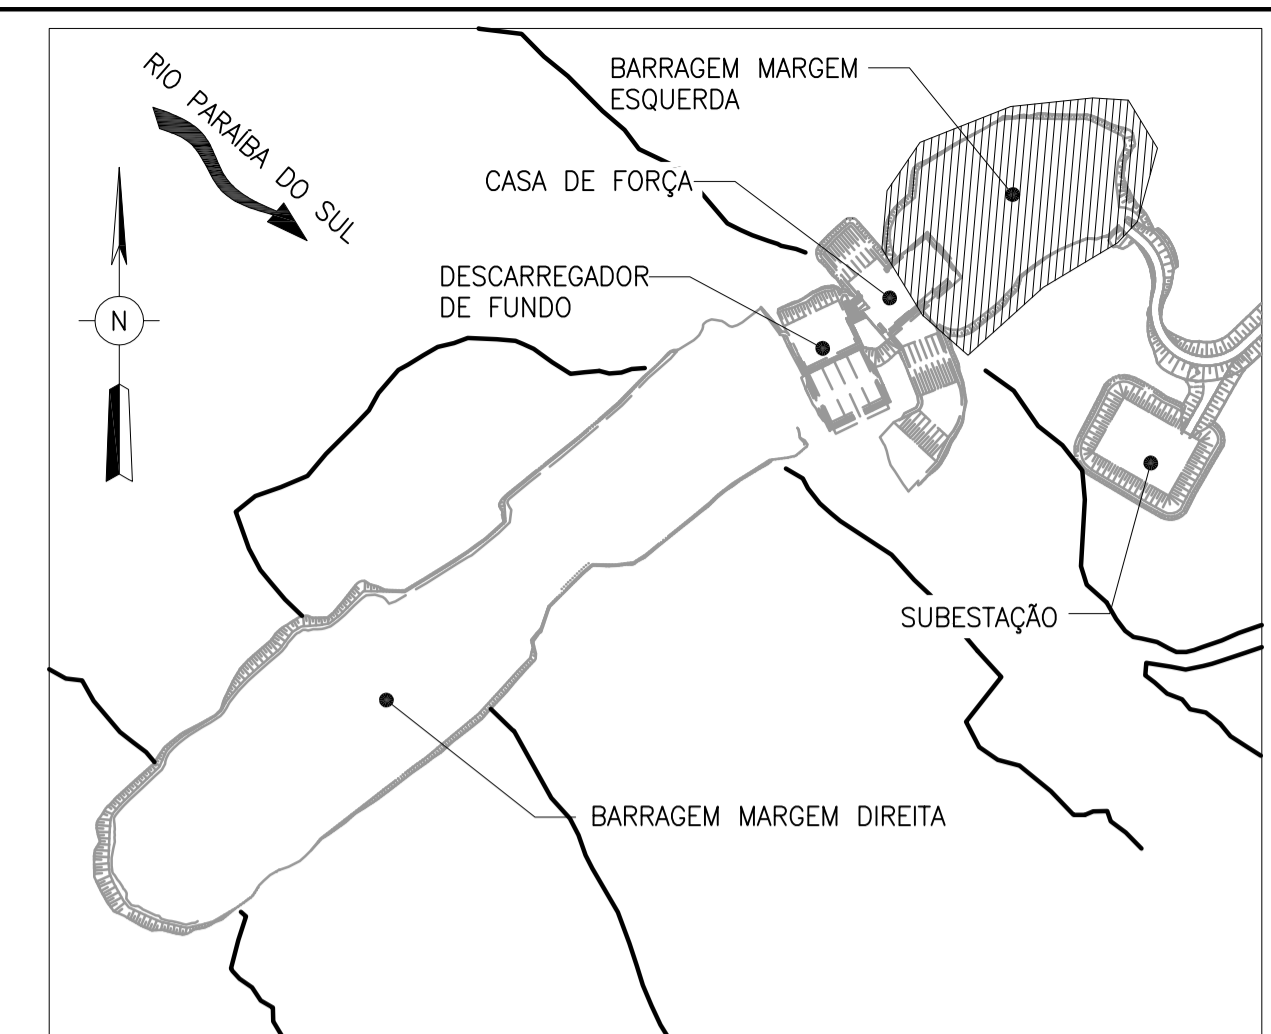 RIO PARAÍBA DO SUL
BARRAGEM MARGEM
ESQUERDA
CASA DE FORÇA
DESCARREGADOR
DE FUNDO
N
SUBESTAÇÃO
BARRAGEM MARGEM DIREITA